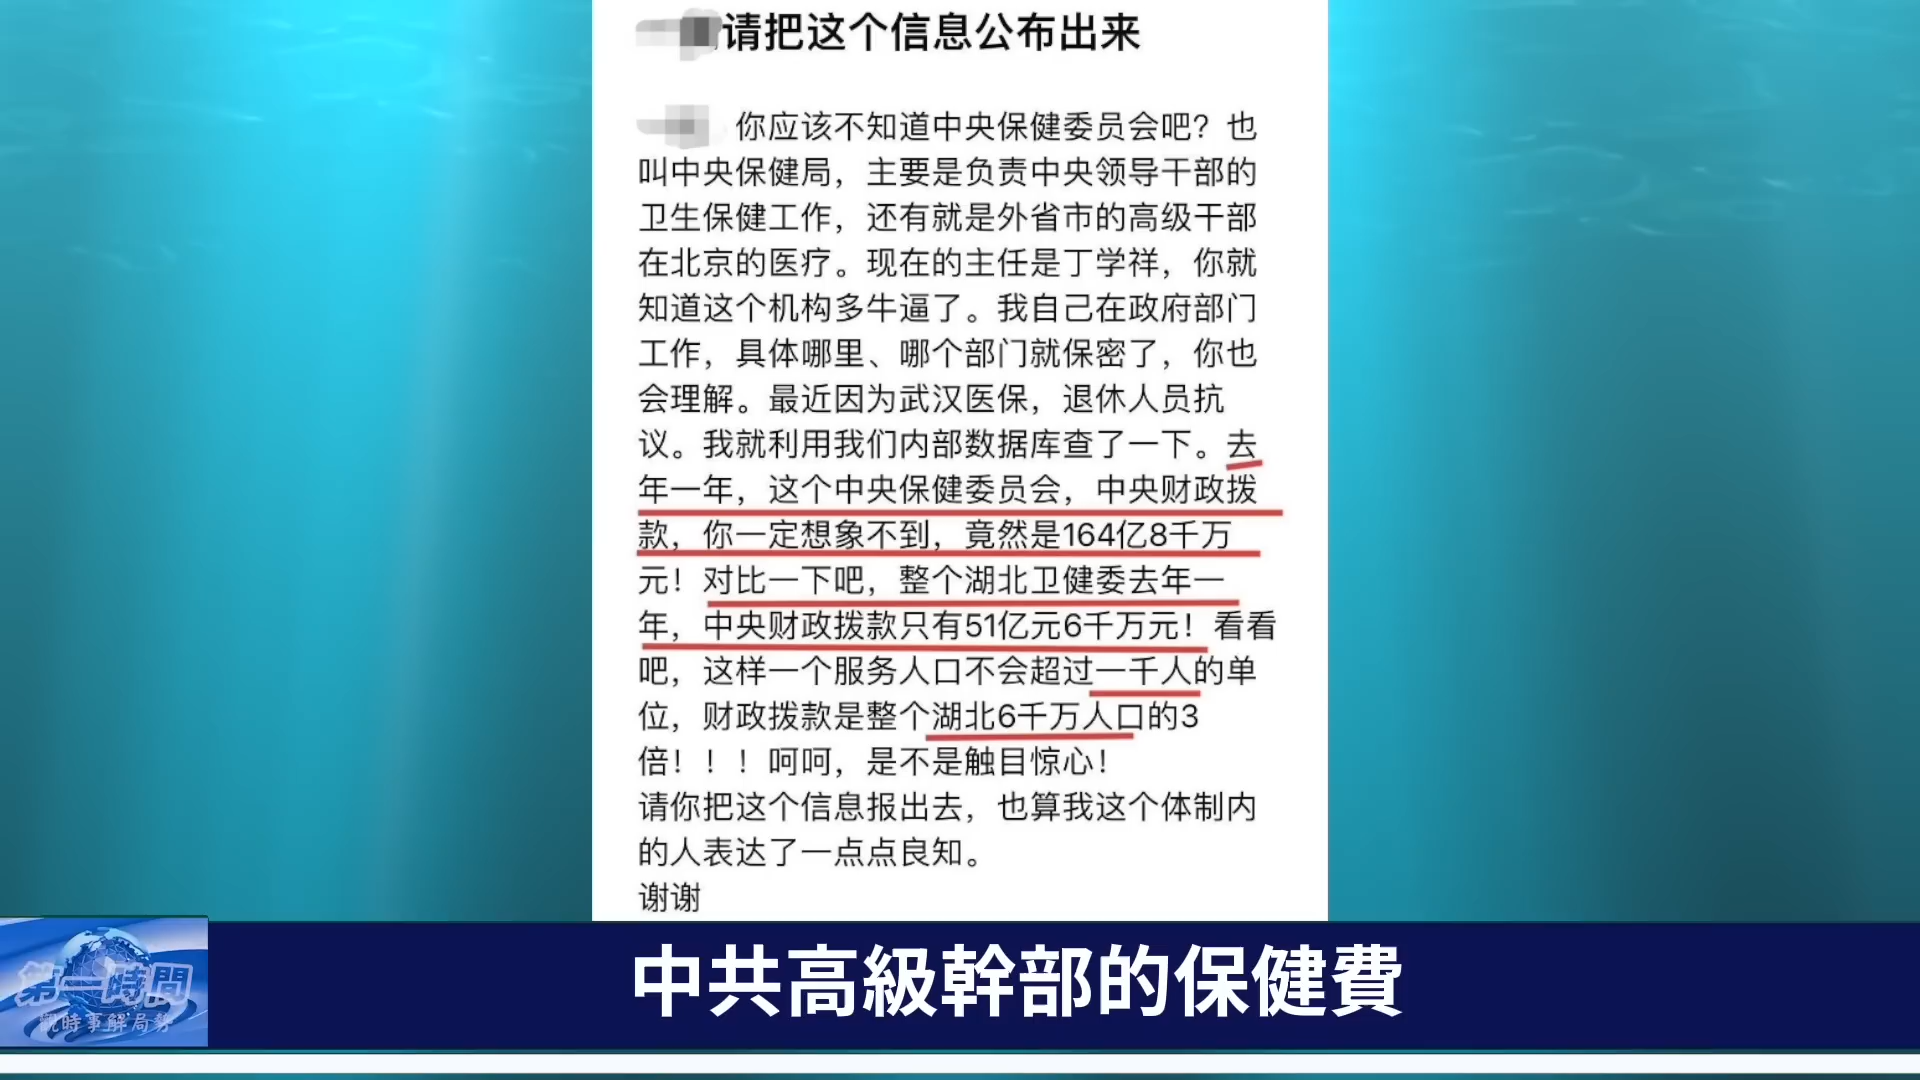 请把这个信息公布出来
你应该不知道中央保健委员会吧？也
叫中央保健局，主要是负责中央领导干部的
卫生保健工作，还有就是外省市的高级干部
在北京的医疗。现在的主任是丁学祥，你就
知道这个机构多牛逼了。我自己在政府部门
工作，具体哪里、哪个部门就保密了，你也
会理解。最近因为武汉医保，退休人员抗
议。我就利用我们内部数据库查了一下。去
年一年，这个中央保健委员会，中央财政拨
款，你一定想象不到，竟然是164亿8千万
元！对比一下吧，整个湖北卫健委去年一
年，中央财政拨款只有51亿元6千万元！看看
吧，这样一个服务人口不会超过一千人的单
位，财政拨款是整个湖北6千万人口的3
倍！！！呵呵，是不是触目惊心！
请你把这个信息报出去，也算我这个体制内
的人表达了一点点良知。
谢谢
第一時間
觀時事解局勢
中共高級幹部的保健費